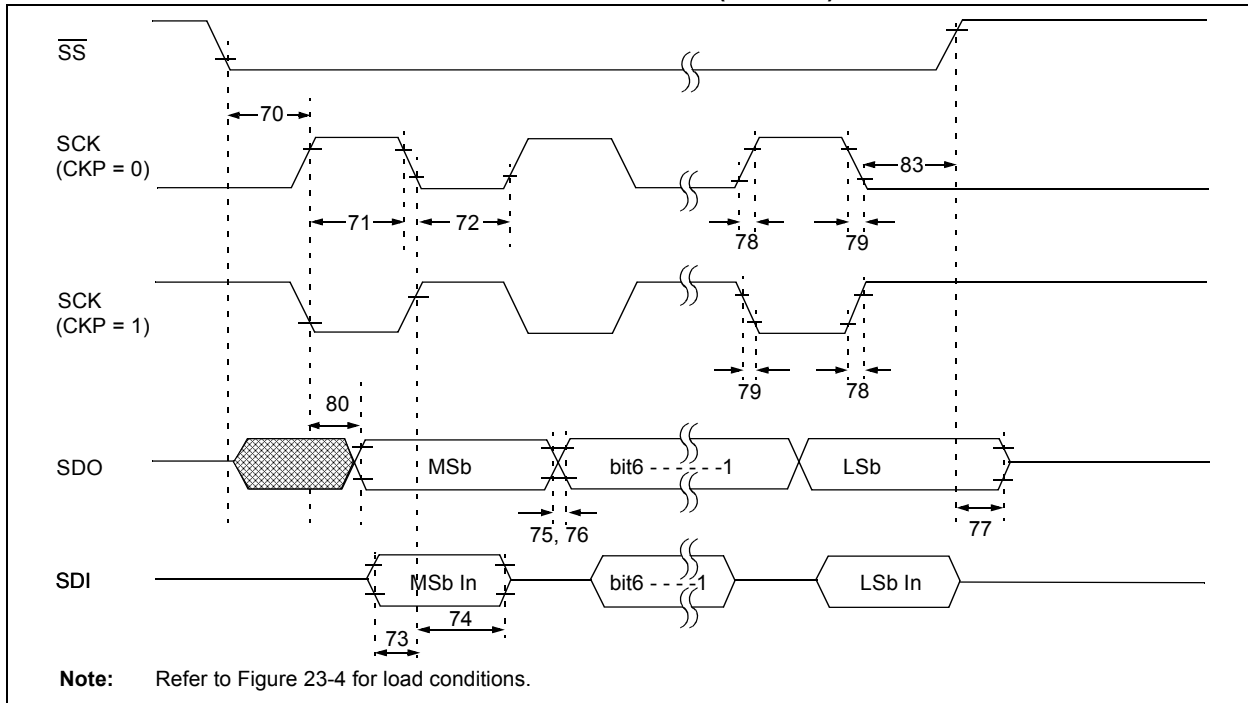 SS
70
SCK
(CKP = 0)
83
71
72
78
79
SCK
(CKP = 1)
79
78
80
SDO
MSb
bit6 - - - - - - -1
LSb
75, 76
77
SDI
MSb In
bit6 - - - - -1
LSb In
74
73
Note: Refer to Figure 23-4 for load conditions.